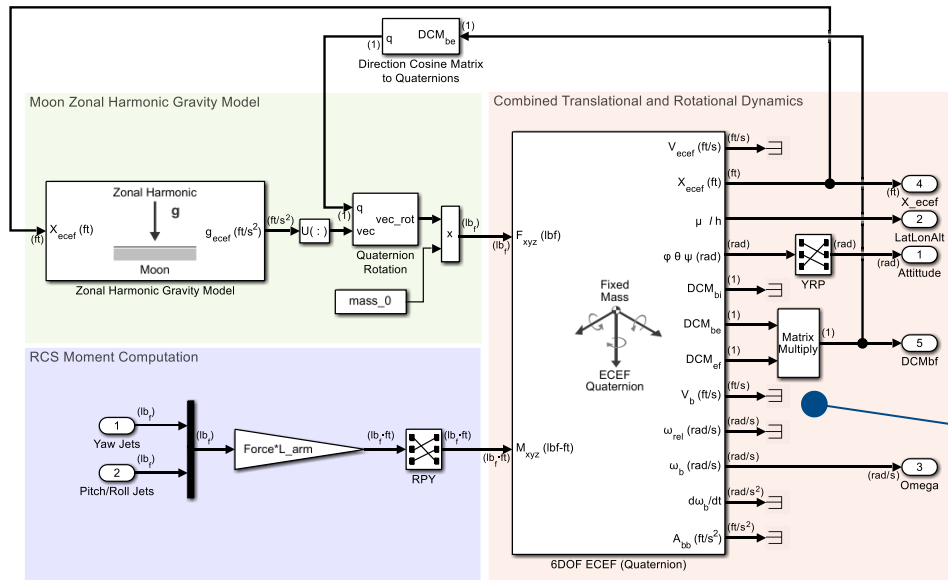 (1)
q
DCM_be
(1)
Direction Cosine Matrix
to Quaternions
Moon Zonal Harmonic Gravity Model
X_ecef (ft)
(ft)
Zonal Harmonic
g
Moon
g_ecef (ft/s²)
Zonal Harmonic Gravity Model
(ft/s²)
U( : )
(1)
q
vec
vec_rot
Quaternion
Rotation
mass_0
x
(lb_f)
RCS Moment Computation
1
Yaw Jets
(lb_f)
2
Pitch/Roll Jets
(lb_f)
(lb_f)
Force*L_arm
(lb_f·ft)
RPY
(lb_f·ft)
Combined Translational and Rotational Dynamics
(lb_f)
F_xyz (lbf)
(lb_f·ft)
M_xyz (lbf-ft)
Fixed
Mass
ECEF
Quaternion
6DOF ECEF (Quaternion)
V_ecef (ft/s)
(ft/s)
X_ecef (ft)
(ft)
(ft)
4
X_ecef
μ l h
2
LatLonAlt
φ θ ψ (rad)
(rad)
YRP
(rad)
(rad)
1
Attitude
DCM_bi
(1)
DCM_be
(1)
DCM_ef
(1)
Matrix
Multiply
(1)
5
DCMbf
V_b (ft/s)
(ft/s)
ω_rel (rad/s)
(rad/s)
ω_b (rad/s)
(rad/s)
(rad/s)
3
Omega
dω_b/dt
(rad/s²)
A_bb (ft/s²)
(ft/s²)